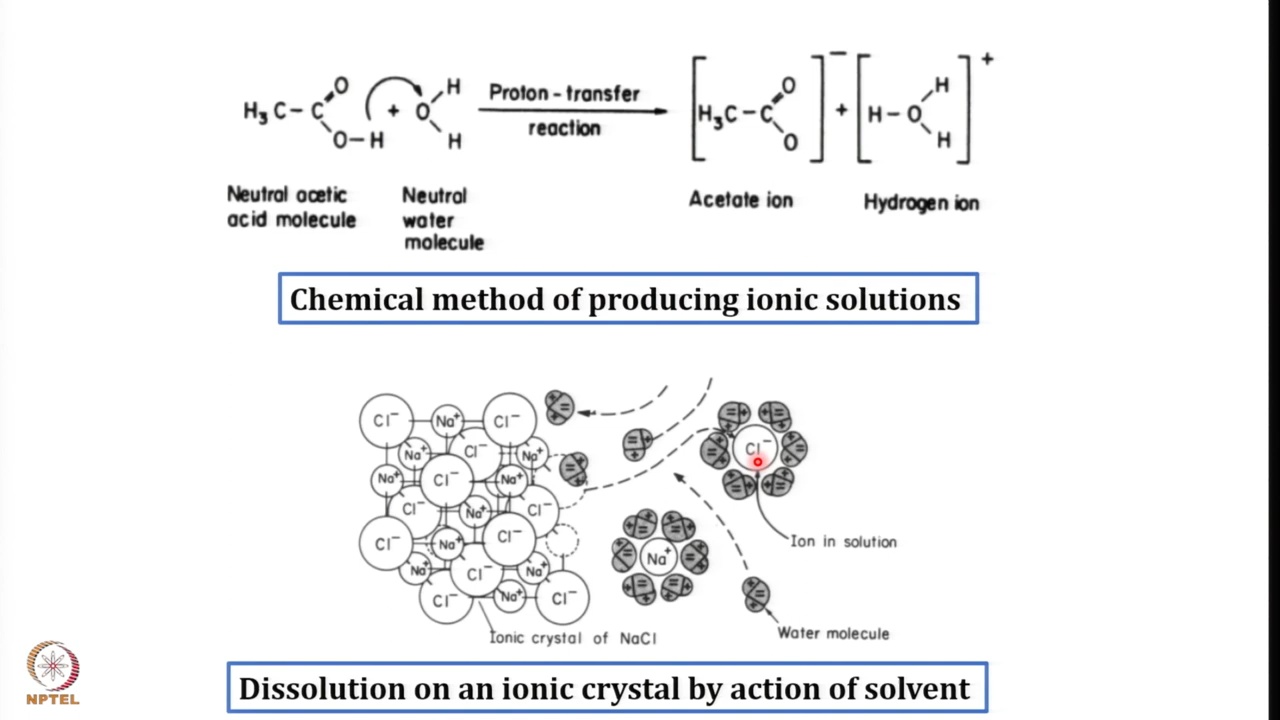 H₃C – C
O
O – H
+
O
H
H
Proton - transfer
reaction
[H₃C – C
O
O]⁻
+
[H – O
H
H]⁺
Neutral acetic
acid molecule
Neutral
water
molecule
Acetate ion
Hydrogen ion
Chemical method of producing ionic solutions
Cl⁻ Na⁺ Cl⁻
Na⁺ Cl⁻ Na⁺
Na⁺ Cl⁻ Na⁺
Cl⁻ Na⁺ Cl⁻
Cl⁻ Na⁺ Cl⁻
Na⁺ Cl⁻ Na⁺
Cl⁻ Na⁺ Cl⁻
Cl⁻
Ion in solution
Na⁺
Water molecule
Ionic crystal of NaCl
Dissolution on an ionic crystal by action of solvent
NPTEL